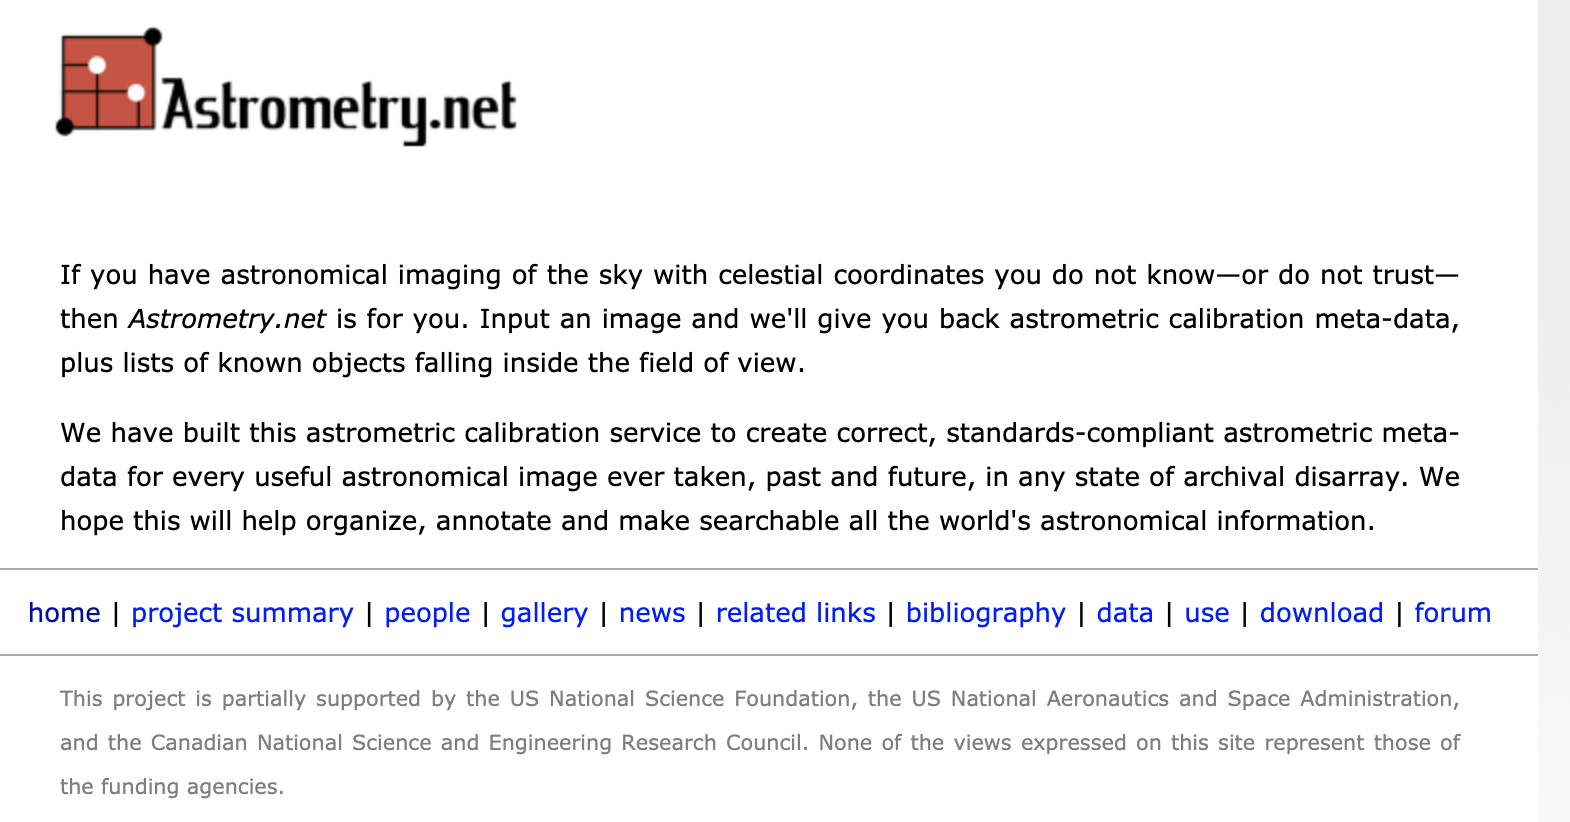 Astrometry.net
If you have astronomical imaging of the sky with celestial coordinates you do not know—or do not trust—
then Astrometry.net is for you. Input an image and we'll give you back astrometric calibration meta-data,
plus lists of known objects falling inside the field of view.
We have built this astrometric calibration service to create correct, standards-compliant astrometric meta-
data for every useful astronomical image ever taken, past and future, in any state of archival disarray. We
hope this will help organize, annotate and make searchable all the world's astronomical information.
home | project summary | people | gallery | news | related links | bibliography | data | use | download | forum
This project is partially supported by the US National Science Foundation, the US National Aeronautics and Space Administration,
and the Canadian National Science and Engineering Research Council. None of the views expressed on this site represent those of
the funding agencies.